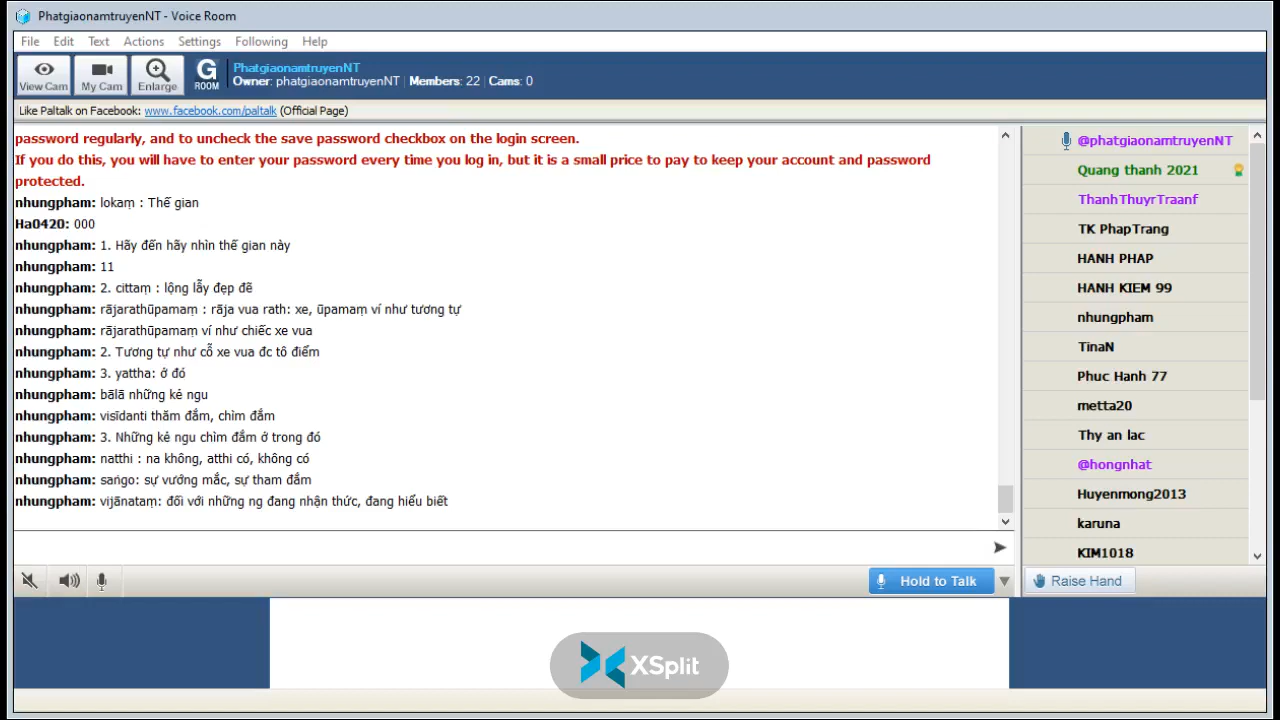 PhatgiaonamtruyenNT - Voice Room
File Edit Text Actions Settings Following Help
View Cam
My Cam
Enlarge
G ROOM
PhatgiaonamtruyenNT
Owner: phatgiaonamtruyenNT | Members: 22 | Cams: 0
Like Paltalk on Facebook: www.facebook.com/paltalk (Official Page)
password regularly, and to uncheck the save password checkbox on the login screen.
If you do this, you will have to enter your password every time you log in, but it is a small price to pay to keep your account and password
protected.
nhungpham: lokaṃ : Thế gian
Ha0420: 000
nhungpham: 1. Hãy đến hãy nhìn thế gian này
nhungpham: 11
nhungpham: 2. cittaṃ : lộng lẫy đẹp đẽ
nhungpham: rājarathūpamaṃ : rāja vua rath: xe, ūpamaṃ ví như tương tự
nhungpham: rājarathūpamaṃ ví như chiếc xe vua
nhungpham: 2. Tương tự như cỗ xe vua đc tô điểm
nhungpham: 3. yattha: ở đó
nhungpham: bālā những kẻ ngu
nhungpham: visīdanti thăm đắm, chìm đắm
nhungpham: 3. Những kẻ ngu chìm đắm ở trong đó
nhungpham: natthi : na không, atthi có, không có
nhungpham: saṅgo: sự vướng mắc, sự tham đắm
nhungpham: vijānataṃ: đối với những ng đang nhận thức, đang hiểu biết
@phatgiaonamtruyenNT
Quang thanh 2021
ThanhThuyrTraanf
TK PhapTrang
HANH PHAP
HANH KIEM 99
nhungpham
TinaN
Phuc Hanh 77
metta20
Thy an lac
@hongnhat
Huyenmong2013
karuna
KIM1018
Hold to Talk
Raise Hand
XSplit